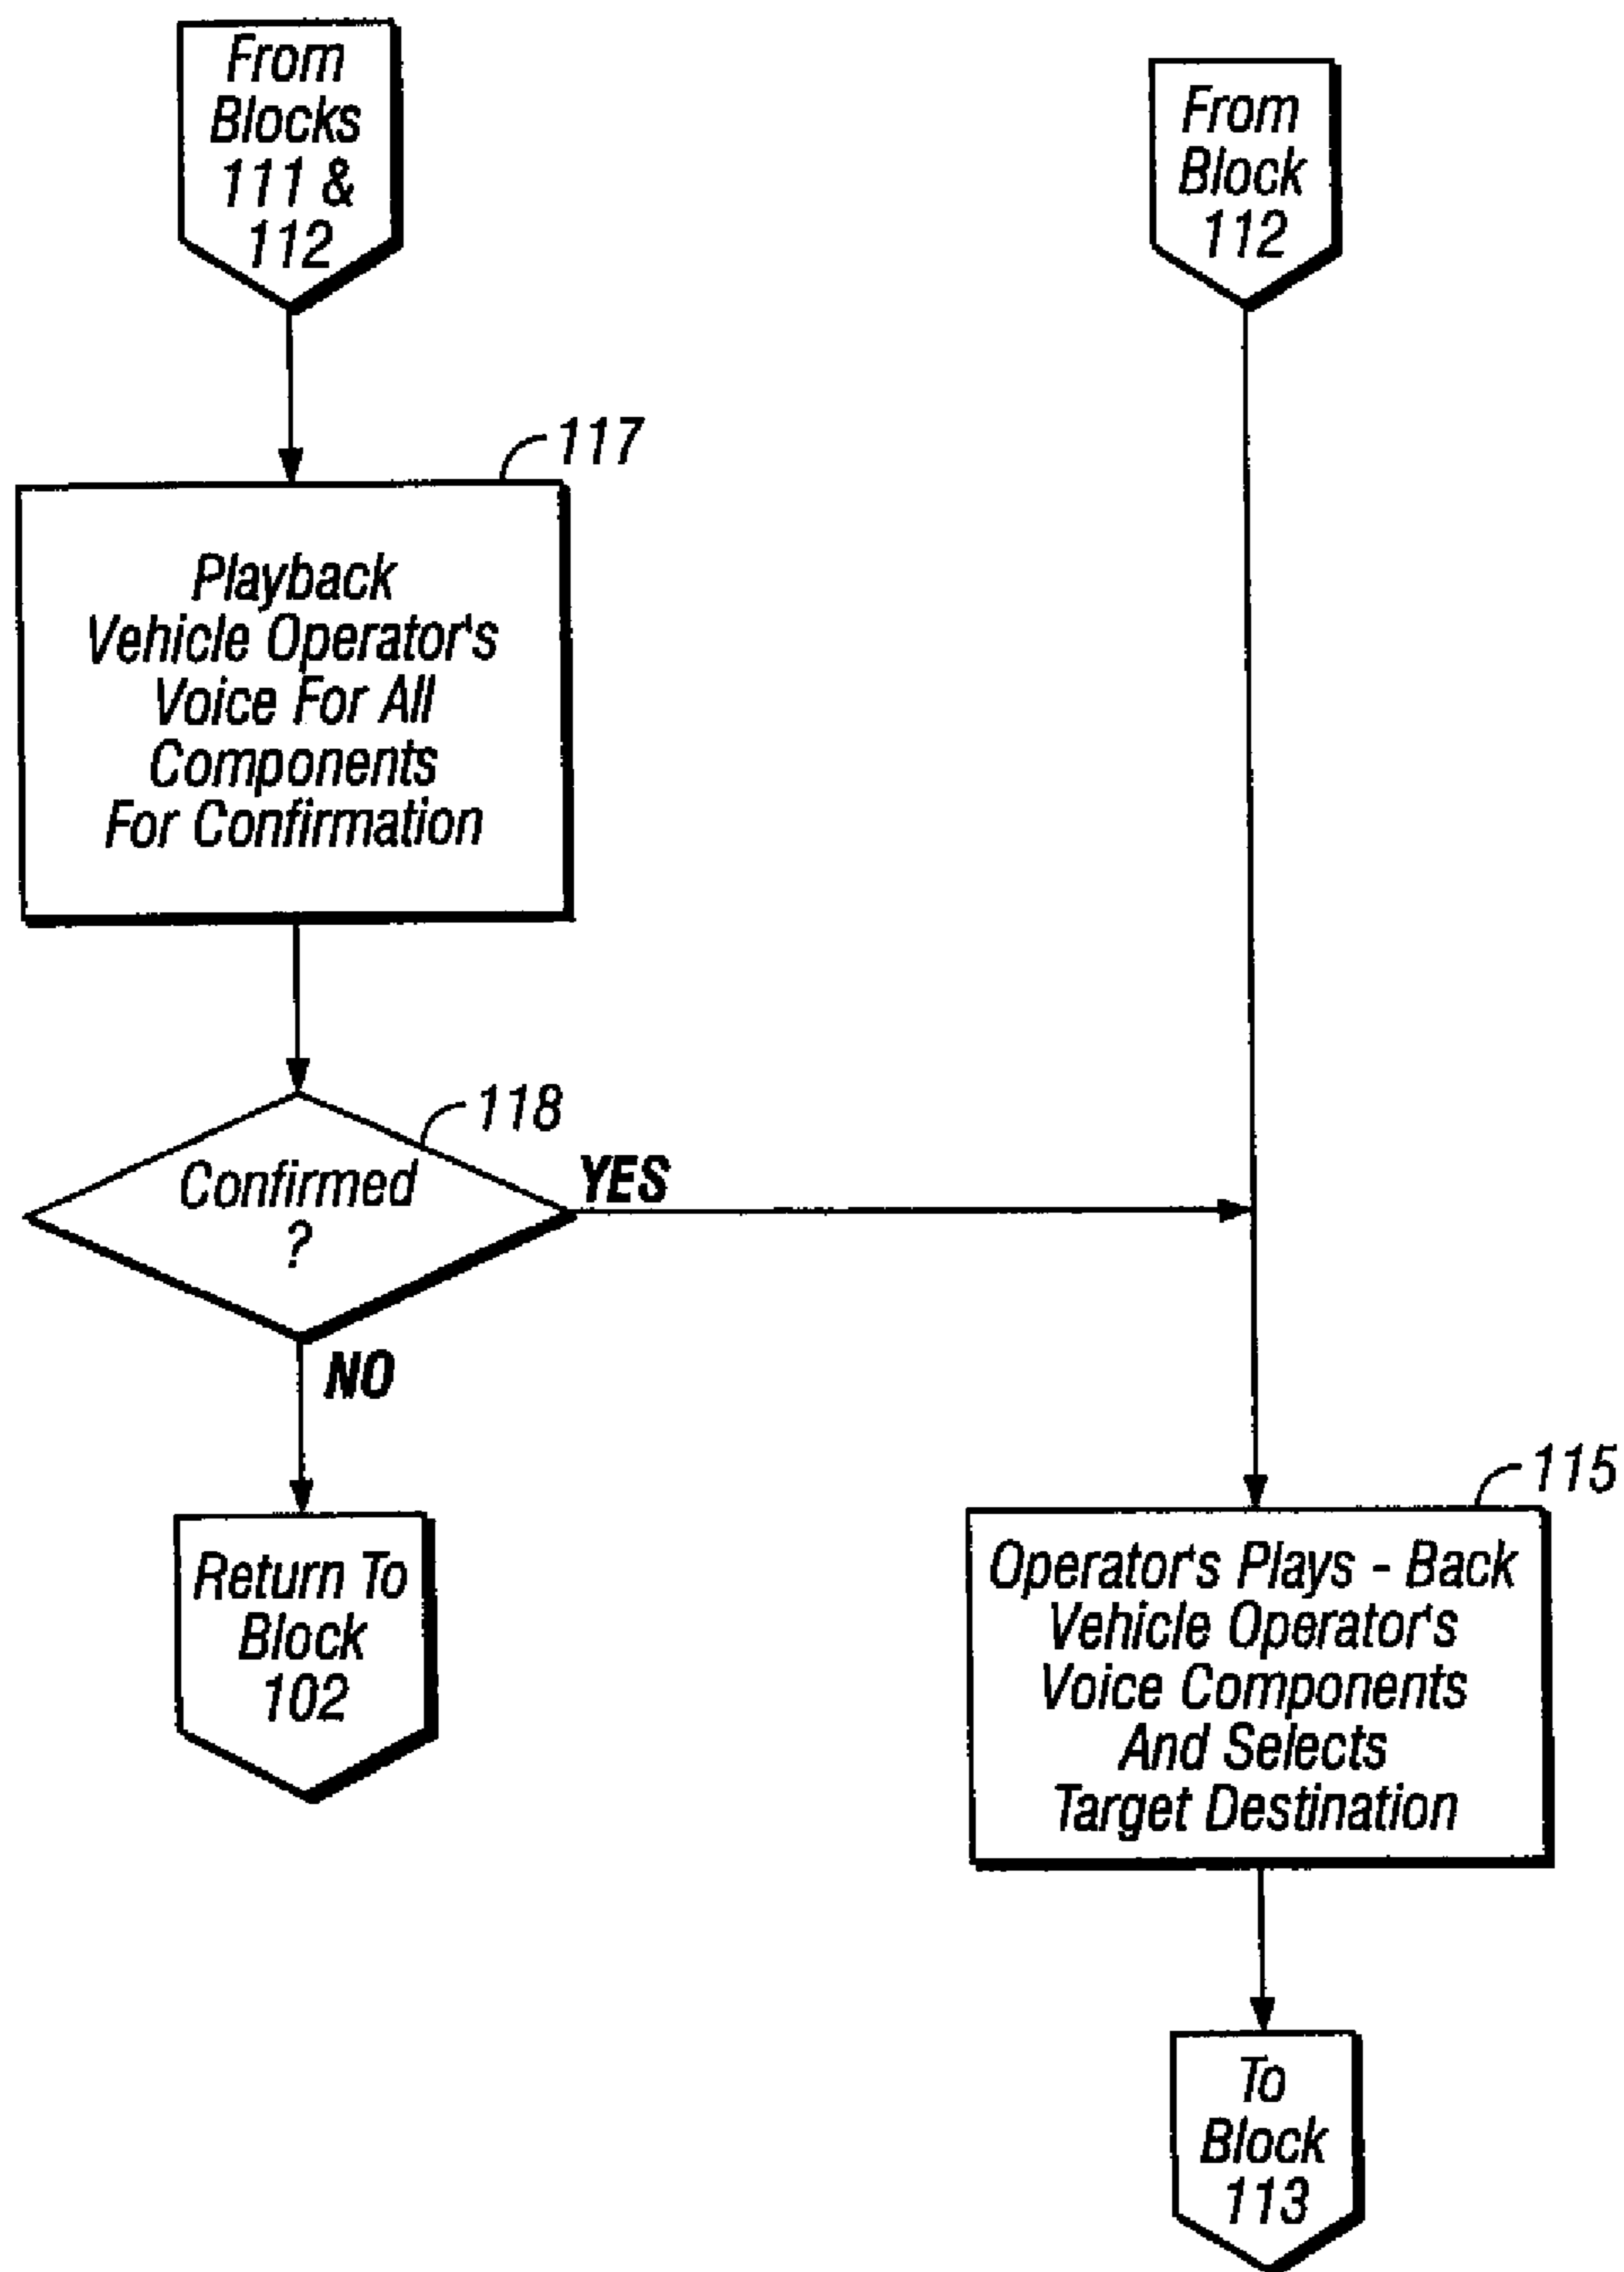 From
Blocks
111 &
112
117
Playback
Vehicle Operator's
Voice For All
Components
For Confirmation
118
Confirmed
?
YES
NO
Return To
Block
102
From
Block
112
115
Operator's Plays - Back
Vehicle Operator's
Voice Components
And Selects
Target Destination
To
Block
113